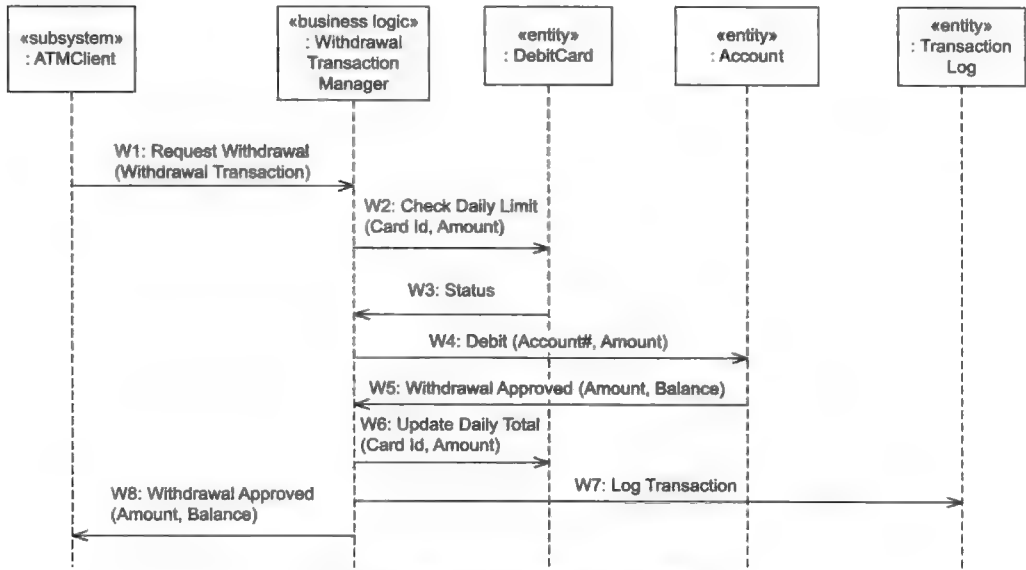 «subsystem»
: ATMClient
«business logic»
: Withdrawal
Transaction
Manager
«entity»
: DebitCard
«entity»
: Account
«entity»
: Transaction
Log
W1: Request Withdrawal
(Withdrawal Transaction)
W2: Check Daily Limit
(Card Id, Amount)
W3: Status
W4: Debit (Account#, Amount)
W5: Withdrawal Approved (Amount, Balance)
W6: Update Daily Total
(Card Id, Amount)
W7: Log Transaction
W8: Withdrawal Approved
(Amount, Balance)